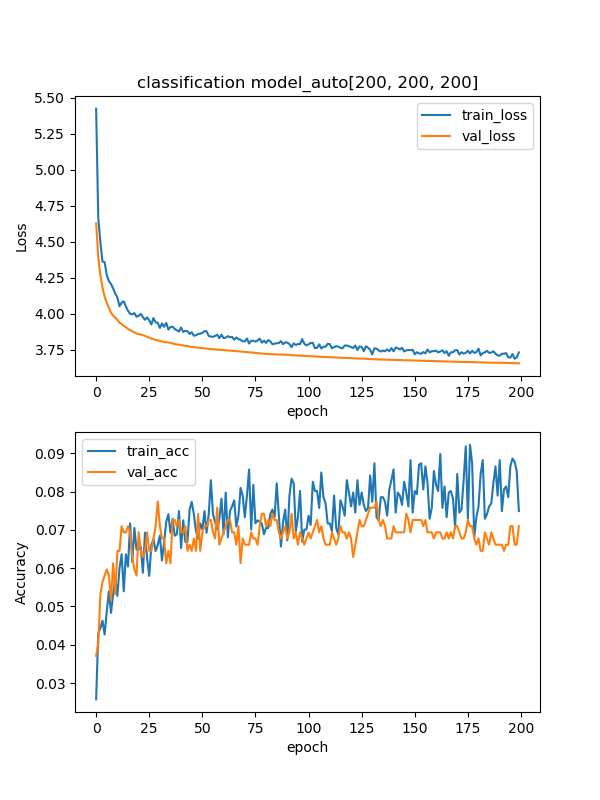 classification model_auto[200, 200, 200]
5.50
5.25
5.00
4.75
4.50
4.25
4.00
3.75
Loss
train_loss
val_loss
0 25 50 75 100 125 150 175 200
epoch
0.09
0.08
0.07
0.06
0.05
0.04
0.03
Accuracy
train_acc
val_acc
0 25 50 75 100 125 150 175 200
epoch